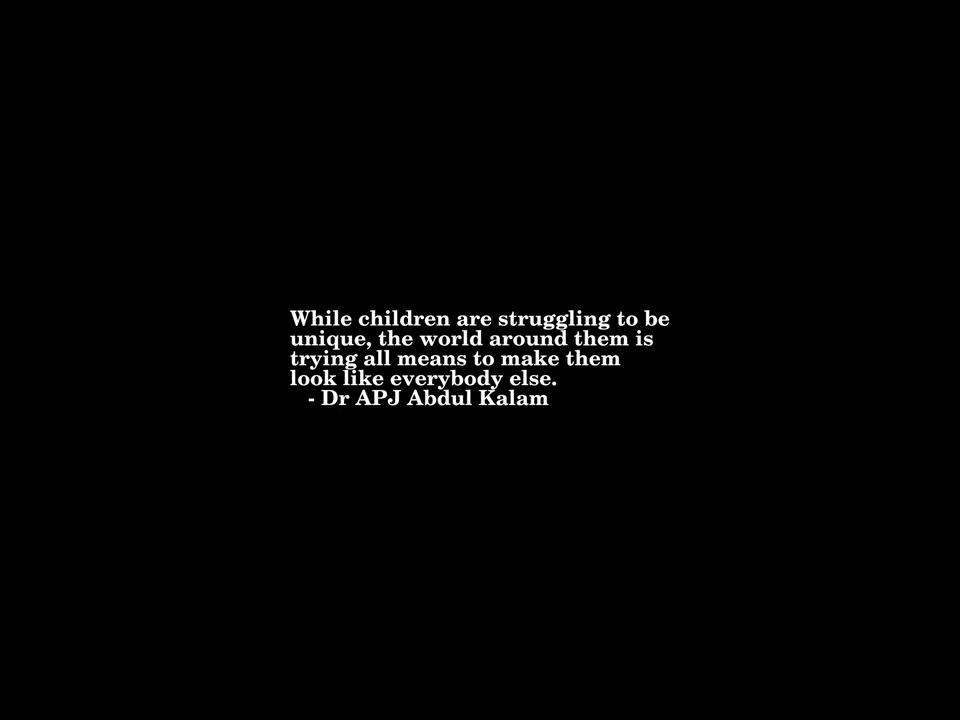 While children are struggling to be
unique, the world around them is
trying all means to make them
look like everybody else.
- Dr APJ Abdul Kalam